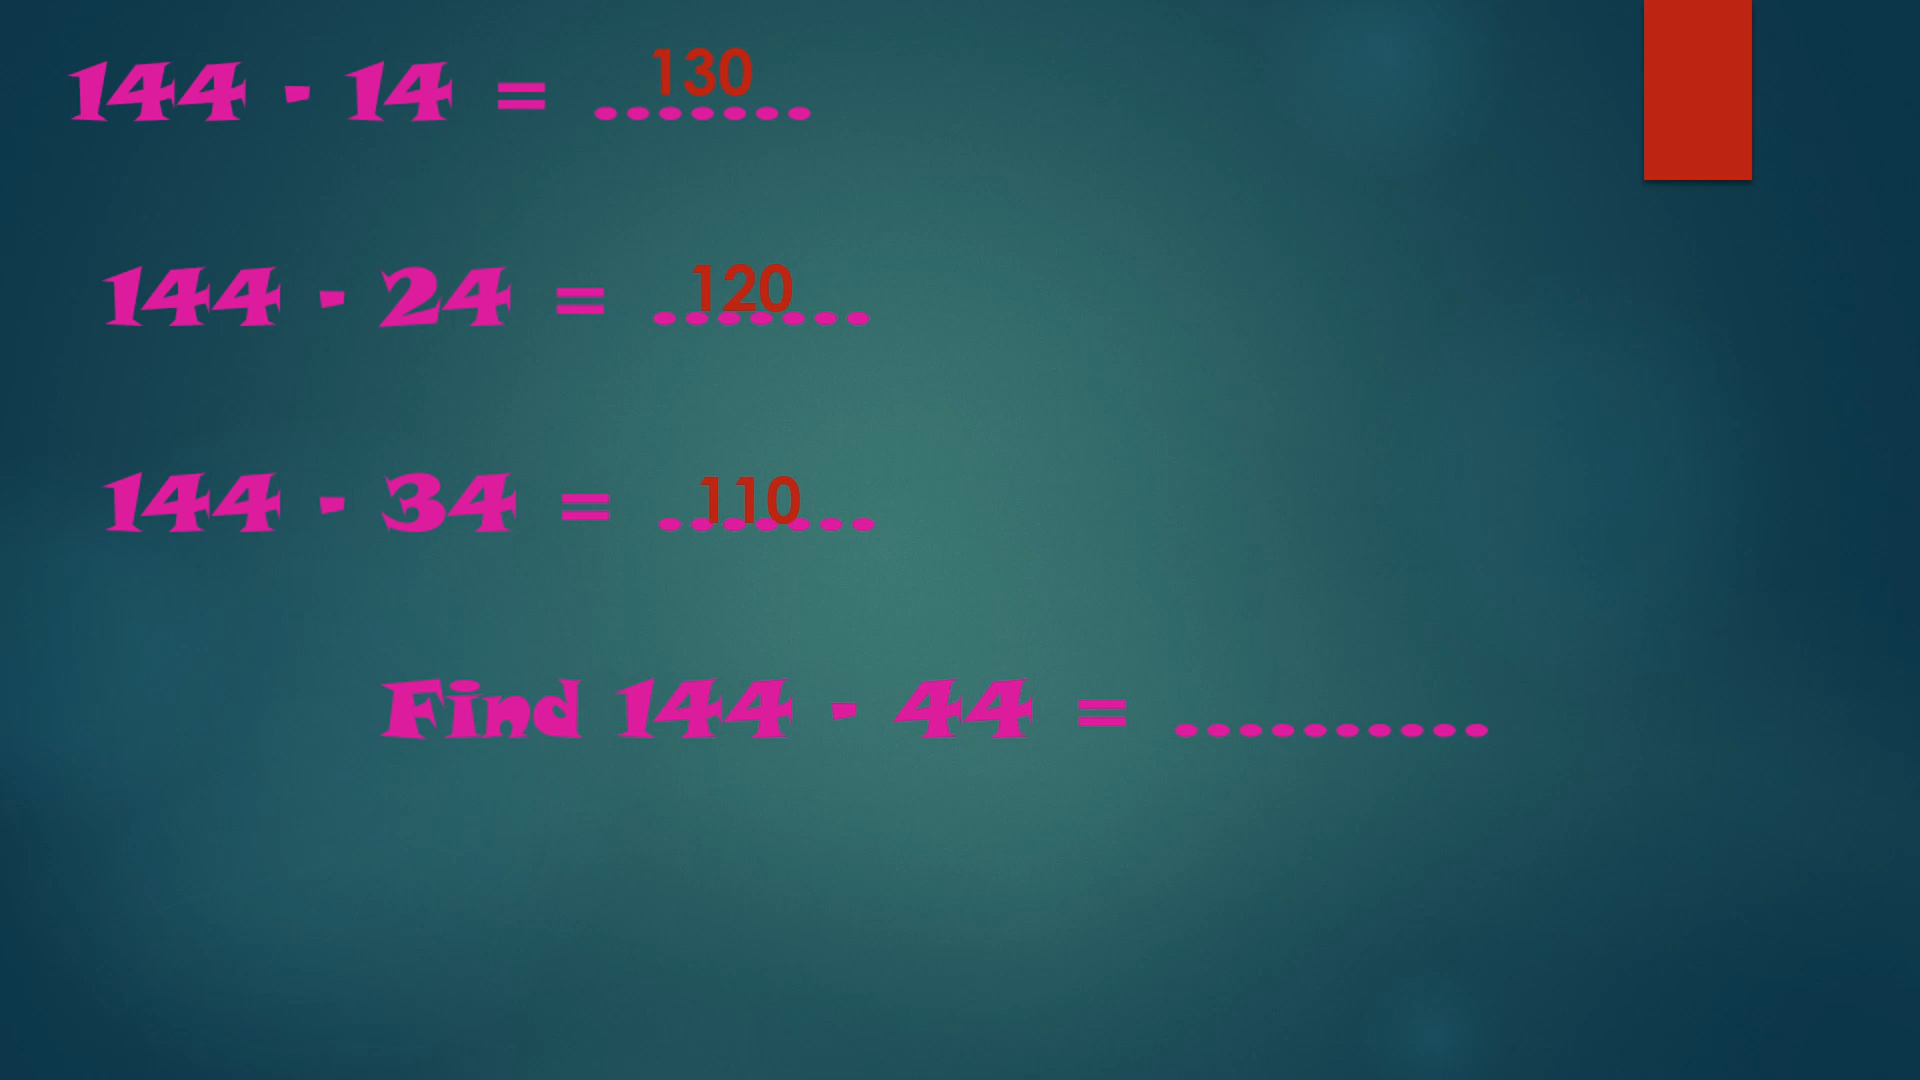 144 - 14 = ....... 130
144 - 24 = ....... 120
144 - 34 = ....... 110
Find 144 - 44 = ..........